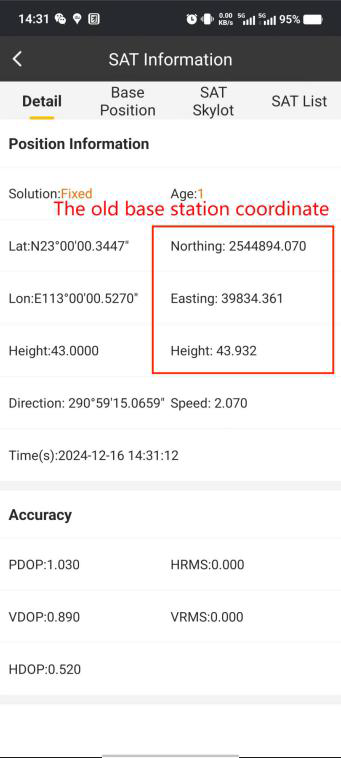 14:31 0.00 KB/s 5G 5G 95%
SAT Information
Detail Base Position SAT Skylot SAT List
Position Information
Solution:Fixed Age:1
The old base station coordinate
Lat:N23°00'00.3447" Northing: 2544894.070
Lon:E113°00'00.5270" Easting: 39834.361
Height:43.0000 Height: 43.932
Direction: 290°59'15.0659" Speed: 2.070
Time(s):2024-12-16 14:31:12
Accuracy
PDOP:1.030 HRMS:0.000
VDOP:0.890 VRMS:0.000
HDOP:0.520